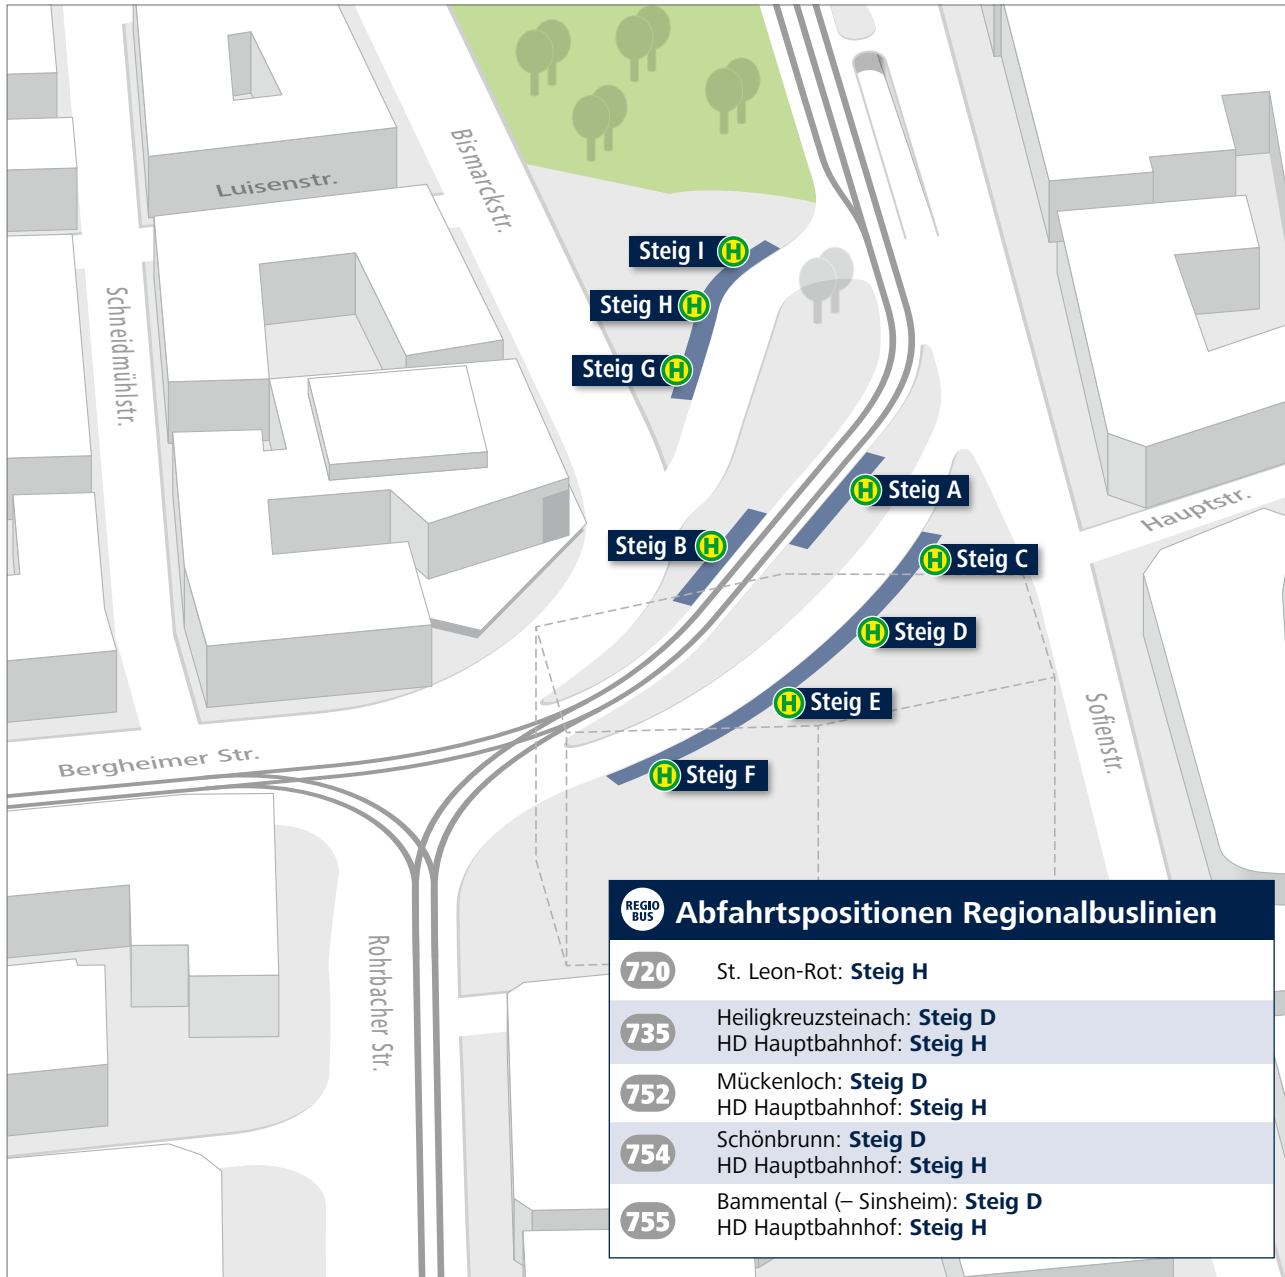 Luisenstr.
Bismarckstr.
Schneidmühlstr.
Steig I H
Steig H H
Steig G H
H Steig A
Hauptstr.
Steig B H
H Steig C
H Steig D
H Steig E
Sofienstr.
Bergheimer Str.
H Steig F
Rohrbacher Str.
REGIO
BUS
Abfahrtspositionen Regionalbuslinien
720 St. Leon-Rot: Steig H
735 Heiligkreuzsteinach: Steig D
HD Hauptbahnhof: Steig H
752 Mückenloch: Steig D
HD Hauptbahnhof: Steig H
754 Schönbrunn: Steig D
HD Hauptbahnhof: Steig H
755 Bammental (– Sinsheim): Steig D
HD Hauptbahnhof: Steig H